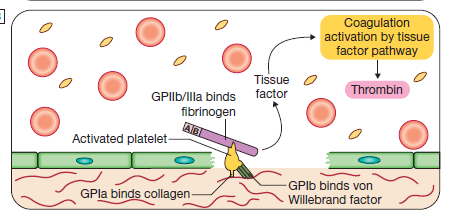 Coagulation
activation by tissue
factor pathway
Thrombin
Tissue
factor
GPIIb/IIIa binds
fibrinogen
A B
Activated platelet
GPIa binds collagen
GPIb binds von
Willebrand factor